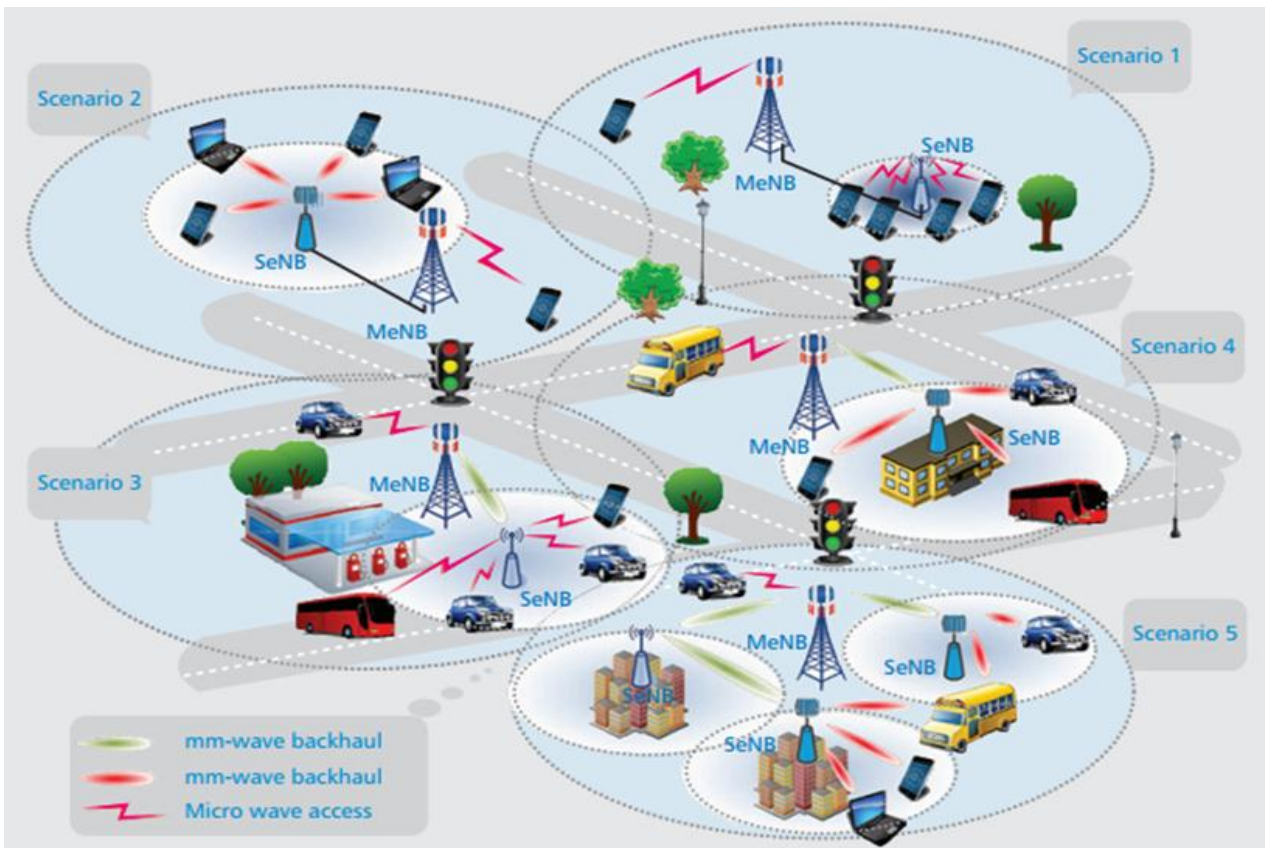 Scenario 1
Scenario 2
SeNB
MeNB
SeNB
MeNB
Scenario 4
MeNB
SeNB
Scenario 3
MeNB
SeNB
Scenario 5
MeNB
SeNB
SeNB
SeNB
mm-wave backhaul
mm-wave backhaul
Micro wave access